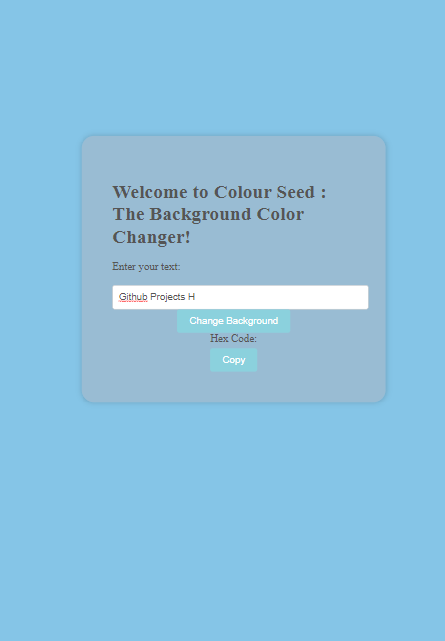 Welcome to Colour Seed :
The Background Color
Changer!
Enter your text:
Github Projects H
Change Background
Hex Code:
Copy